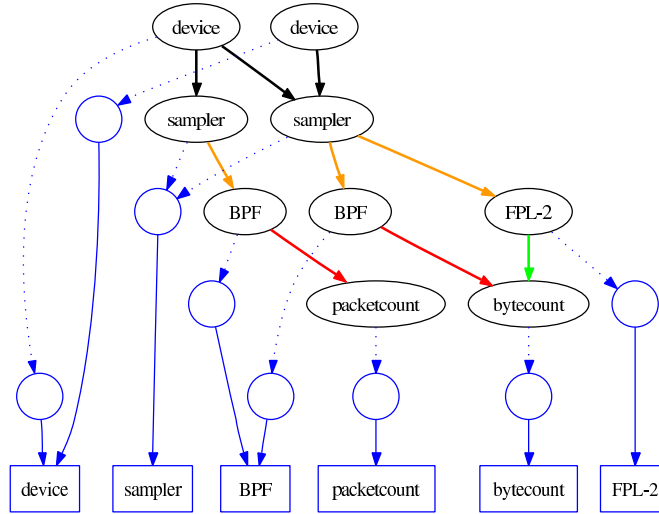 device
device
sampler
sampler
BPF
BPF
FPL-2
packetcount
bytecount
device
sampler
BPF
packetcount
bytecount
FPL-2